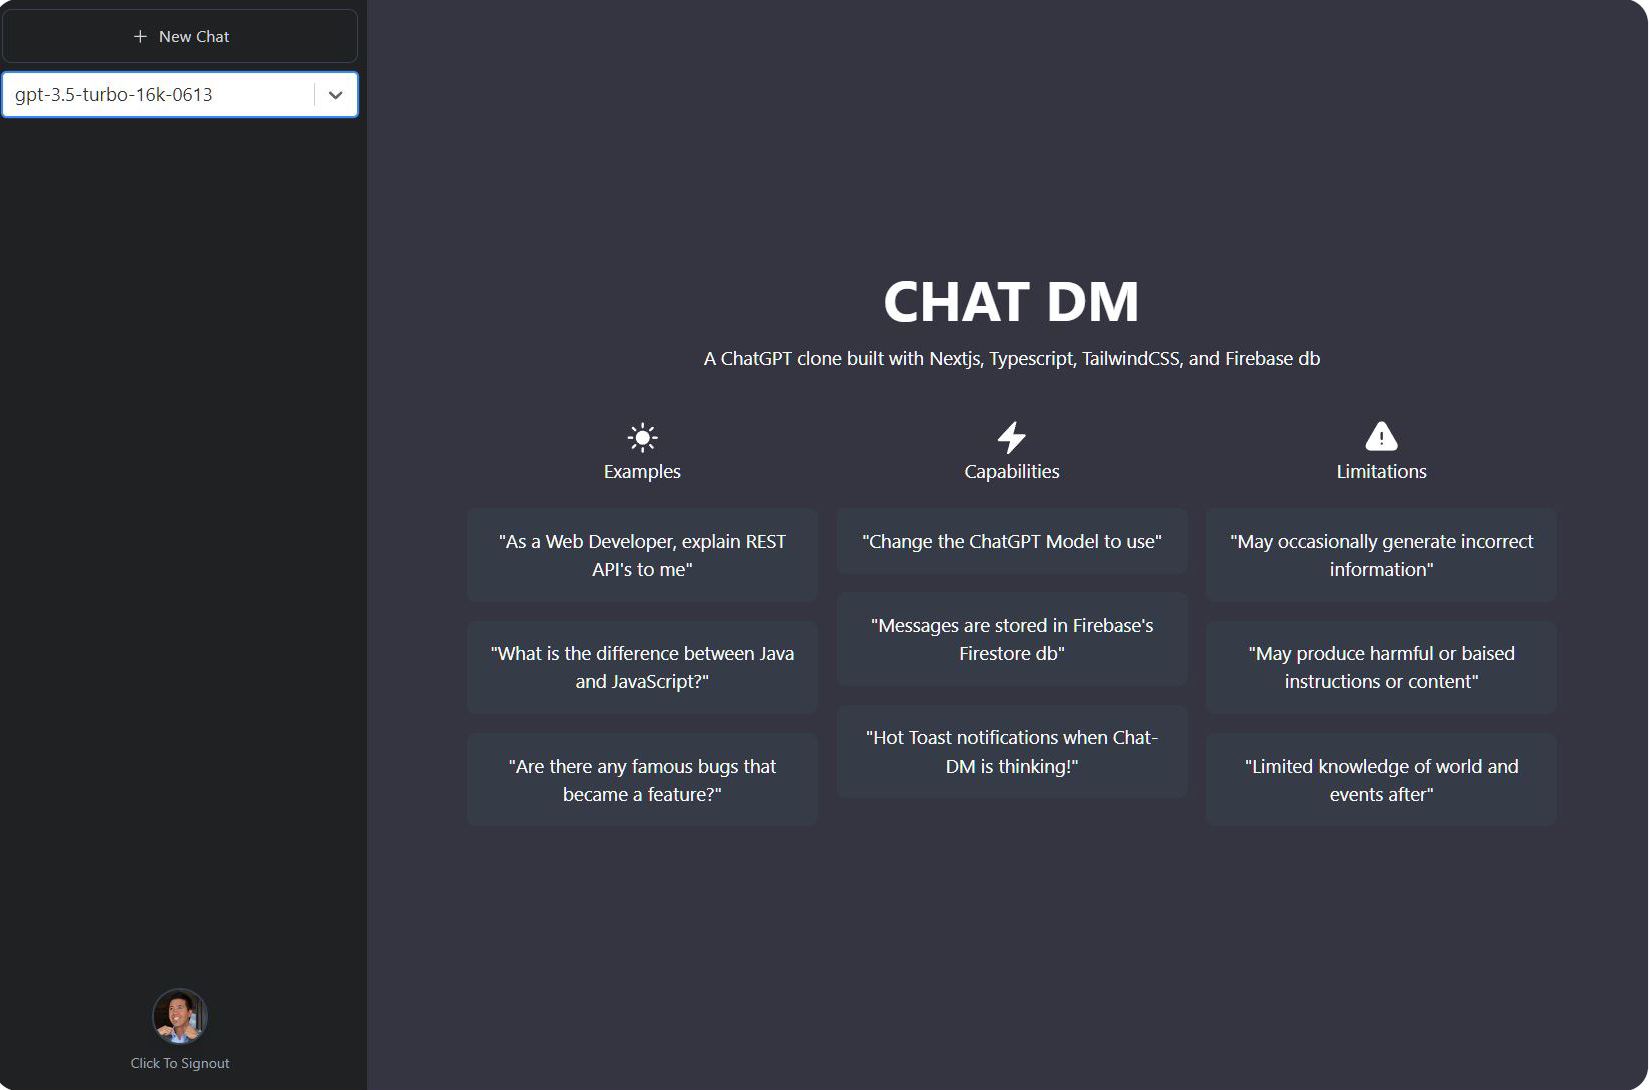 New Chat
gpt-3.5-turbo-16k-0613
CHAT DM
A ChatGPT clone built with Nextjs, Typescript, TailwindCSS, and Firebase db
Examples
"As a Web Developer, explain REST
API's to me"
"What is the difference between Java
and JavaScript?"
"Are there any famous bugs that
became a feature?"
Capabilities
"Change the ChatGPT Model to use"
"Messages are stored in Firebase's
Firestore db"
"Hot Toast notifications when Chat-
DM is thinking!"
Limitations
"May occasionally generate incorrect
information"
"May produce harmful or baised
instructions or content"
"Limited knowledge of world and
events after"
Click To Signout